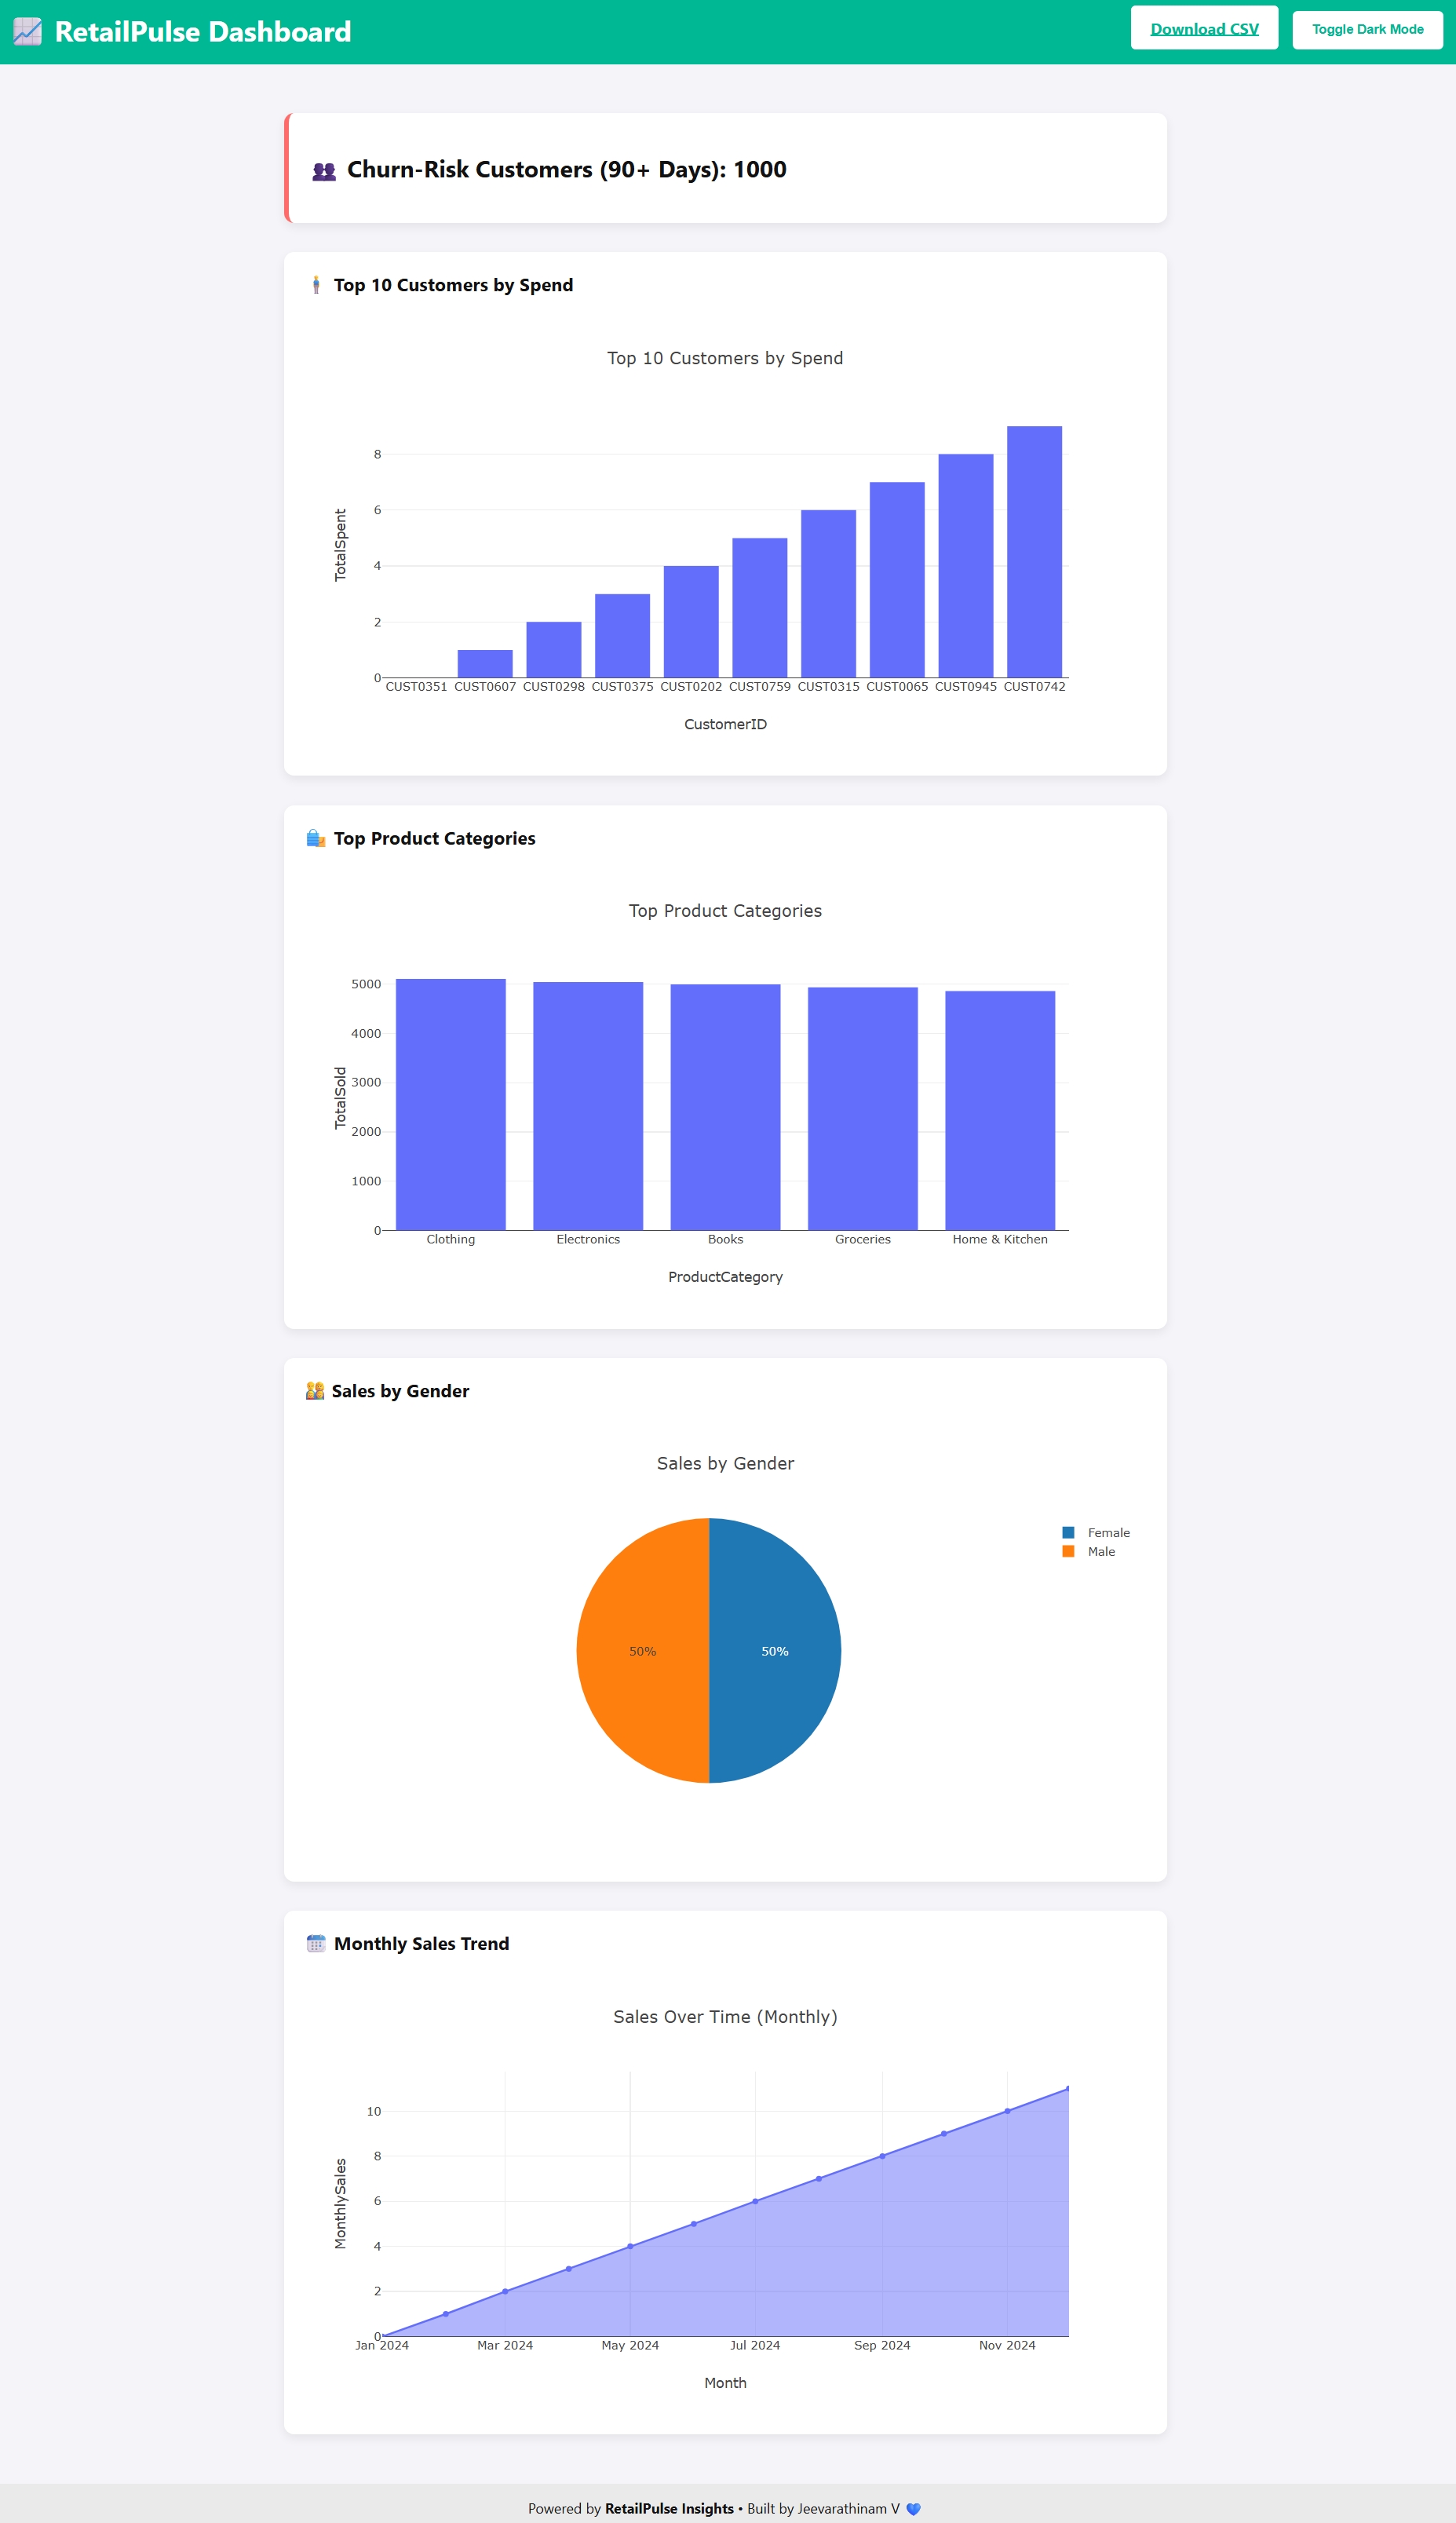 RetailPulse Dashboard
Download CSV
Toggle Dark Mode
Churn-Risk Customers (90+ Days): 1000
Top 10 Customers by Spend
Top 10 Customers by Spend
TotalSpent
8
6
4
2
0
CUST0351 CUST0607 CUST0298 CUST0375 CUST0202 CUST0759 CUST0315 CUST0065 CUST0945 CUST0742
CustomerID
Top Product Categories
Top Product Categories
TotalSold
5000
4000
3000
2000
1000
0
Clothing Electronics Books Groceries Home & Kitchen
ProductCategory
Sales by Gender
Sales by Gender
Female
Male
50% 50%
Monthly Sales Trend
Sales Over Time (Monthly)
MonthlySales
10
8
6
4
2
0
Jan 2024 Mar 2024 May 2024 Jul 2024 Sep 2024 Nov 2024
Month
Powered by RetailPulse Insights • Built by Jeevarathinam V 💙